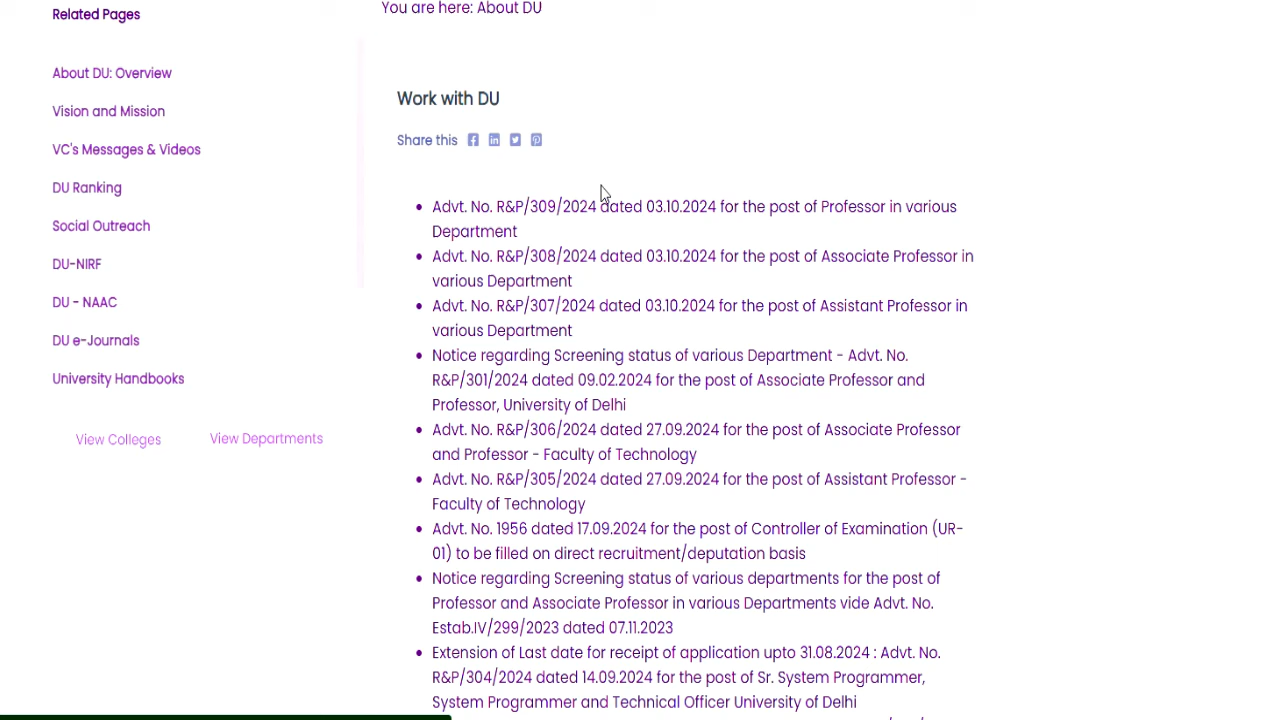 Related Pages
You are here: About DU
About DU: Overview
Vision and Mission
VC's Messages & Videos
DU Ranking
Social Outreach
DU-NIRF
DU - NAAC
DU e-Journals
University Handbooks
View Colleges
View Departments
Work with DU
Share this
• Advt. No. R&P/309/2024 dated 03.10.2024 for the post of Professor in various
Department
• Advt. No. R&P/308/2024 dated 03.10.2024 for the post of Associate Professor in
various Department
• Advt. No. R&P/307/2024 dated 03.10.2024 for the post of Assistant Professor in
various Department
• Notice regarding Screening status of various Department - Advt. No.
R&P/301/2024 dated 09.02.2024 for the post of Associate Professor and
Professor, University of Delhi
• Advt. No. R&P/306/2024 dated 27.09.2024 for the post of Associate Professor
and Professor - Faculty of Technology
• Advt. No. R&P/305/2024 dated 27.09.2024 for the post of Assistant Professor -
Faculty of Technology
• Advt. No. 1956 dated 17.09.2024 for the post of Controller of Examination (UR-
01) to be filled on direct recruitment/deputation basis
• Notice regarding Screening status of various departments for the post of
Professor and Associate Professor in various Departments vide Advt. No.
Estab.IV/299/2023 dated 07.11.2023
• Extension of Last date for receipt of application upto 31.08.2024 : Advt. No.
R&P/304/2024 dated 14.09.2024 for the post of Sr. System Programmer,
System Programmer and Technical Officer University of Delhi